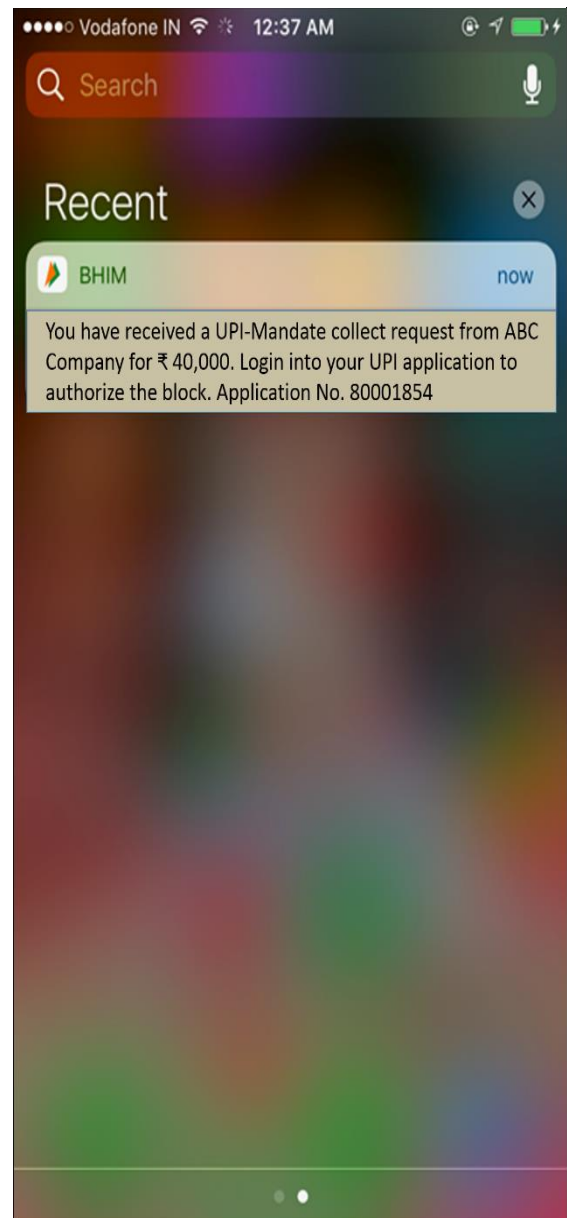 ●●●●○ Vodafone IN 12:37 AM
Search
Recent
BHIM now
You have received a UPI-Mandate collect request from ABC
Company for ₹ 40,000. Login into your UPI application to
authorize the block. Application No. 80001854